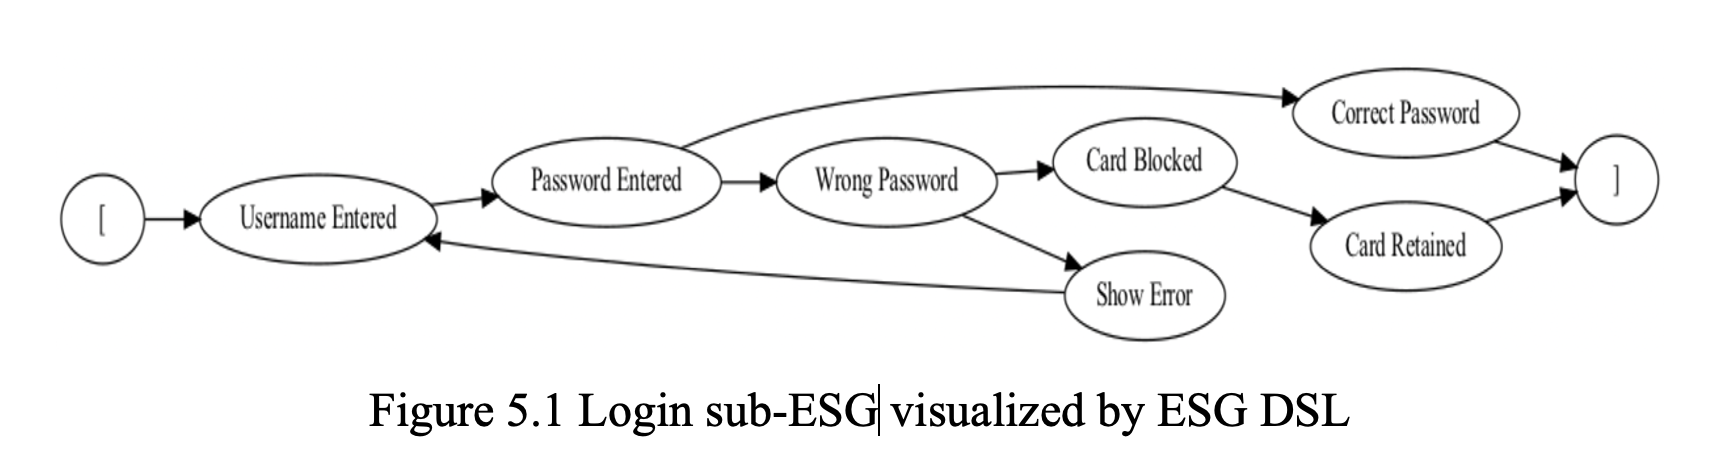 [
Username Entered
Password Entered
Wrong Password
Card Blocked
Show Error
Correct Password
Card Retained
]
Figure 5.1 Login sub-ESG visualized by ESG DSL